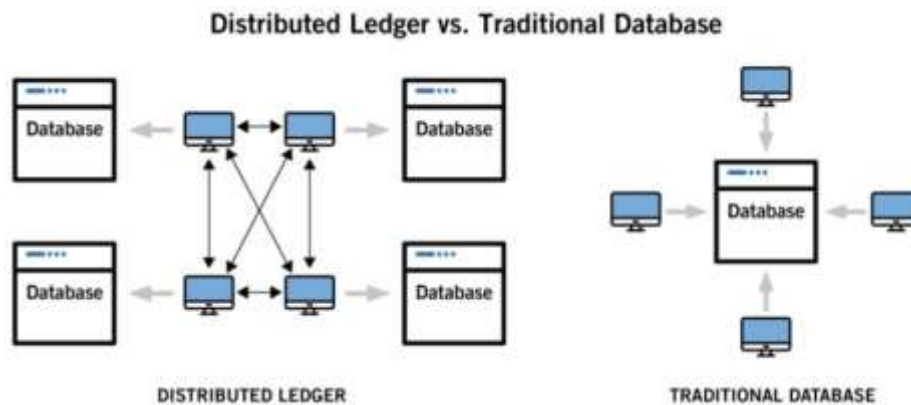 Distributed Ledger vs. Traditional Database
Database
Database
Database
Database
DISTRIBUTED LEDGER
Database
TRADITIONAL DATABASE